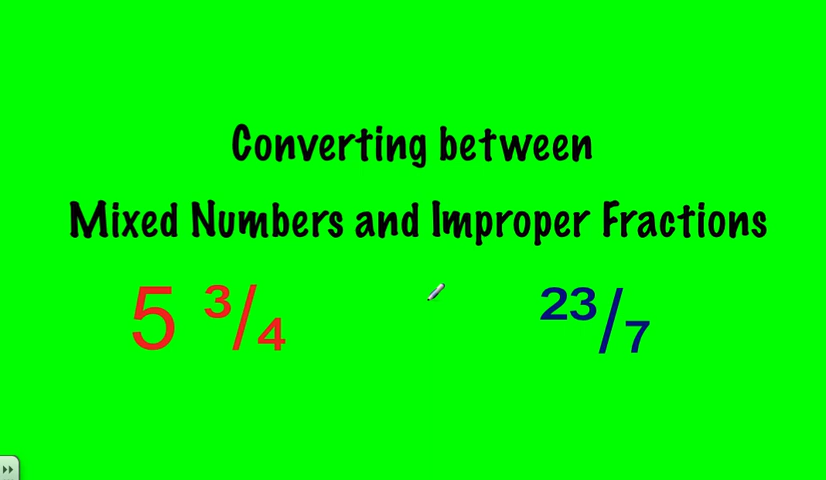 Converting between
Mixed Numbers and Improper Fractions
5 ³/₄ ²³/₇